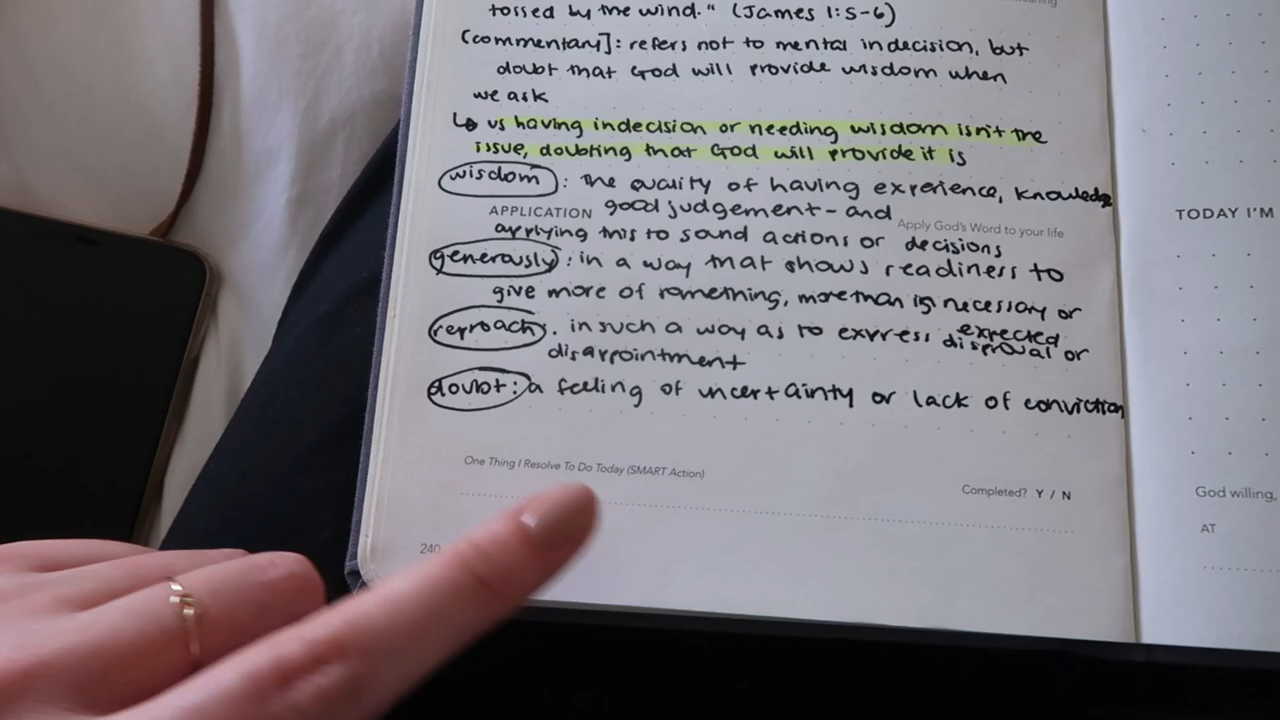 tossed by the wind." (James 1:5-6)
[commentary]: refers not to mental indecision, but
doubt that God will provide wisdom when
we ask
↳ us having indecision or needing wisdom isn't the
issue, doubting that God will provide it is
wisdom: the quality of having experience, knowledge
good judgement - and
APPLICATION
Apply God's Word to your life
applying this to sound actions or decisions
generously: in a way that shows readiness to
give more of something, more than is necessary or
expected
reproach: in such a way as to express disproval or
disappointment
doubt: a feeling of uncertainty or lack of conviction
One Thing I Resolve To Do Today (SMART Action)
Completed? Y / N
240
TODAY I'M
God willing,
AT